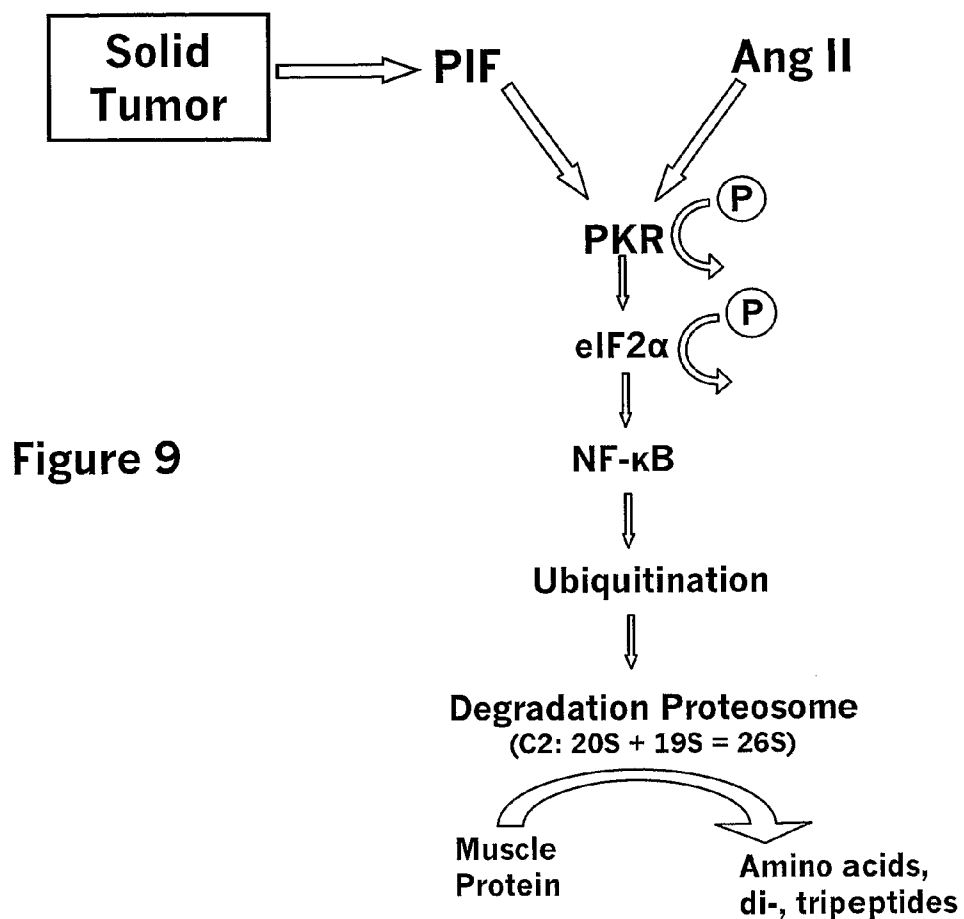 Solid
Tumor
PIF
Ang II
P
PKR
P
eIF2α
NF-κB
Figure 9
Ubiquitination
Degradation Proteosome
(C2: 20S + 19S = 26S)
Muscle
Protein
Amino acids,
di-, tripeptides